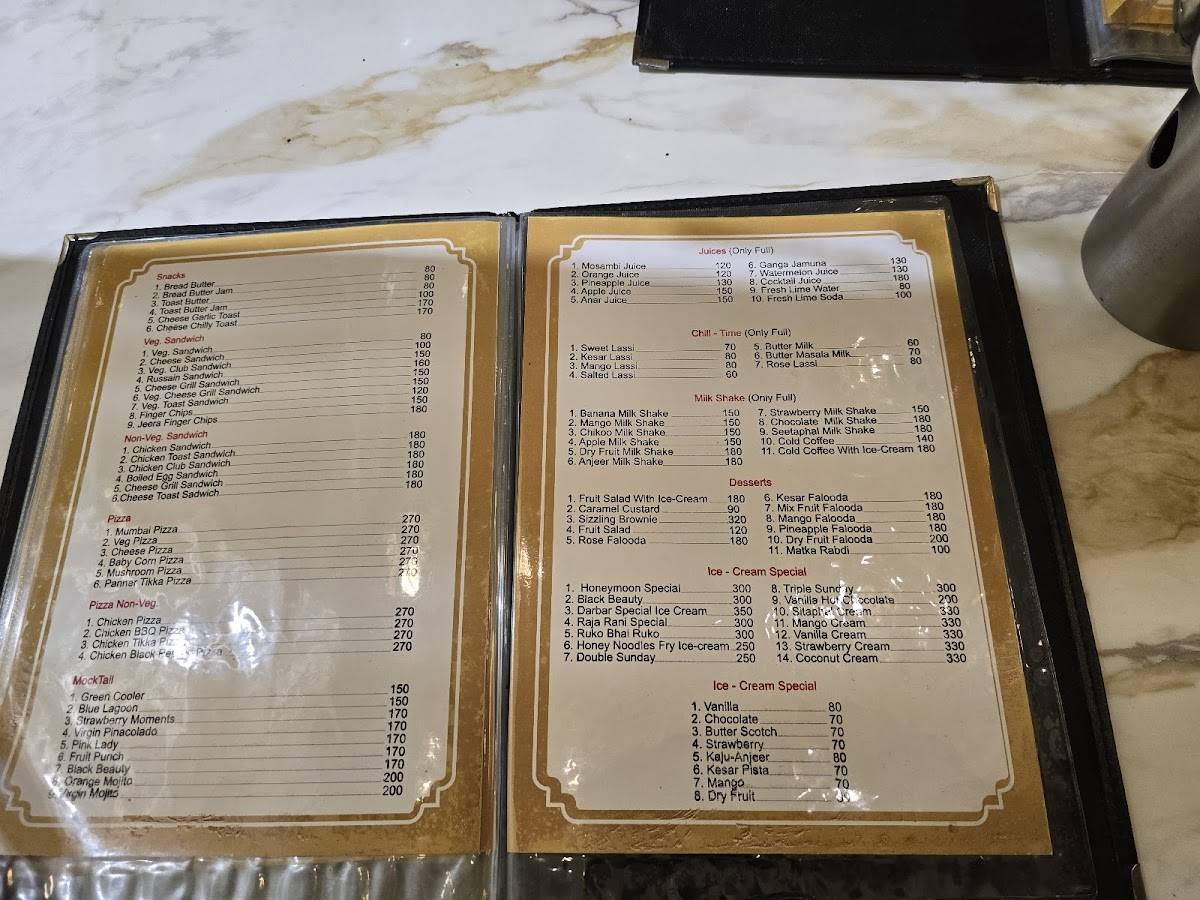 Snacks
1. Bread Butter 80
2. Bread Butter Jam 80
3. Toast Butter 80
4. Toast Butter Jam 100
5. Cheese Garlic Toast 170
6. Cheese Chilly Toast 170
Veg. Sandwich
1. Veg. Sandwich 80
2. Cheese Sandwich 100
3. Veg. Club Sandwich 150
4. Russain Sandwich 160
5. Cheese Grill Sandwich 150
6. Veg. Cheese Grill Sandwich 150
7. Veg. Toast Sandwich 120
8. Finger Chips 150
9. Jeera Finger Chips 180
Non-Veg. Sandwich
1. Chicken Sandwich 180
2. Chicken Toast Sandwich 180
3. Chicken Club Sandwich 180
4. Boiled Egg Sandwich 180
5. Cheese Grill Sandwich 180
6.Cheese Toast Sadwich 180
Pizza
1. Mumbai Pizza 270
2. Veg Pizza 270
3. Cheese Pizza 270
4. Baby Corn Pizza 270
5. Mushroom Pizza 270
6. Panner Tikka Pizza 270
Pizza Non-Veg.
1. Chicken Pizza 270
2. Chicken BBQ Pizza 270
3. Chicken Tikka Pizza 270
4. Chicken Black Pepper Pizza 270
MockTail
1. Green Cooler 150
2. Blue Lagoon 150
3. Strawberry Moments 170
4. Virgin Pinacolado 170
5. Pink Lady 170
6. Fruit Punch 170
7. Black Beauty 170
8. Orange Mojito 200
9. Virgin Mojito 200
Juices (Only Full)
1. Mosambi Juice 120
2. Orange Juice 120
3. Pineapple Juice 130
4. Apple Juice 150
5. Anar Juice 150
6. Ganga Jamuna 130
7. Watermelon Juice 130
8. Cocktail Juice 180
9. Fresh Lime Water 80
10. Fresh Lime Soda 100
Chill - Time (Only Full)
1. Sweet Lassi 70
2. Kesar Lassi 80
3. Mango Lassi 80
4. Salted Lassi 60
5. Butter Milk 60
6. Butter Masala Milk 70
7. Rose Lassi 80
Milk Shake (Only Full)
1. Banana Milk Shake 150
2. Mango Milk Shake 150
3. Chikoo Milk Shake 150
4. Apple Milk Shake 150
5. Dry Fruit Milk Shake 180
6. Anjeer Milk Shake 180
7. Strawberry Milk Shake 150
8. Chocolate Milk Shake 180
9. Seetaphal Milk Shake 180
10. Cold Coffee 140
11. Cold Coffee With Ice-Cream 180
Desserts
1. Fruit Salad With Ice-Cream 180
2. Caramel Custard 90
3. Sizzling Brownie 320
4. Fruit Salad 120
5. Rose Falooda 180
6. Kesar Falooda 180
7. Mix Fruit Falooda 180
8. Mango Falooda 180
9. Pineapple Falooda 180
10. Dry Fruit Falooda 200
11. Matka Rabdi 100
Ice - Cream Special
1. Honeymoon Special 300
2. Black Beauty 300
3. Darbar Special Ice Cream 350
4. Raja Rani Special 300
5. Ruko Bhai Ruko 300
6. Honey Noodles Fry Ice-cream 250
7. Double Sunday 250
8. Triple Sunday 300
9. Vanilla Hot Chocolate
10. Sitaphal Cream 330
11. Mango Cream 330
12. Vanilla Cream 330
13. Strawberry Cream 330
14. Coconut Cream 330
Ice - Cream Special
1. Vanilla 80
2. Chocolate 70
3. Butter Scotch 70
4. Strawberry 70
5. Kaju-Anjeer 80
6. Kesar Pista 70
7. Mango 70
8. Dry Fruit